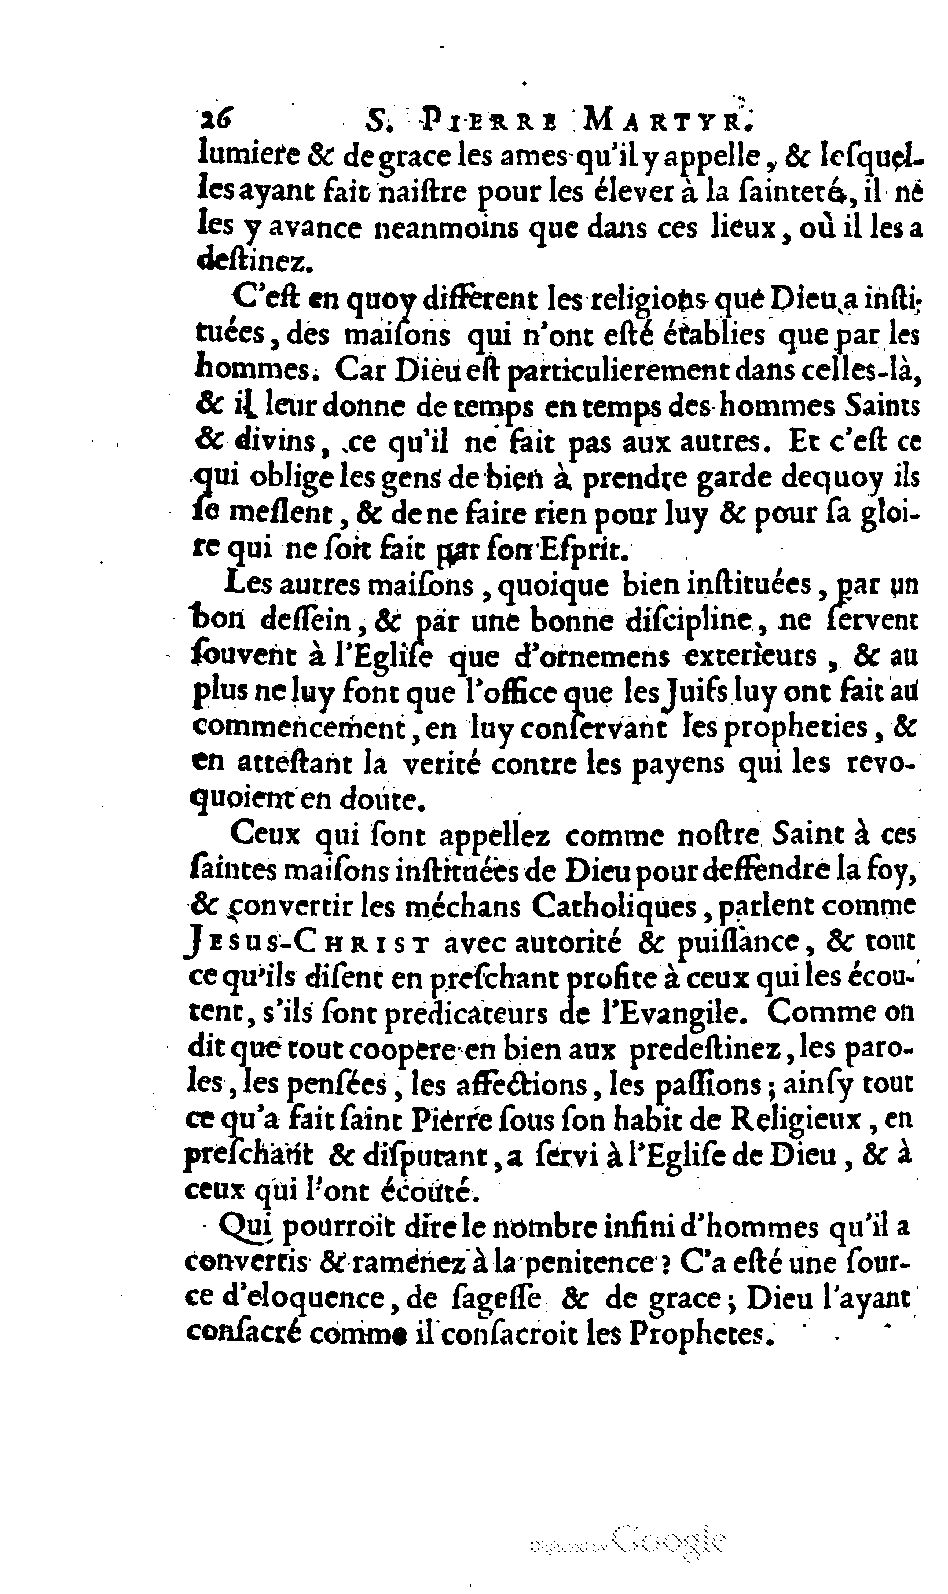 26 S. PIERRE MARTYR.
lumiere & de grace les ames qu'il y appelle, & leſquel-
les ayant fait naiſtre pour les élever à la ſainteté, il ne
les y avance neanmoins que dans ces lieux, où il les a
deſtinez.
C'eſt en quoy different les religions que Dieu a inſti-
tuées, des maiſons qui n'ont eſté établies que par les
hommes. Car Dieu eſt particulierement dans celles-là,
& il leur donne de temps en temps des hommes Saints
& divins, ce qu'il ne fait pas aux autres. Et c'eſt ce
qui oblige les gens de bien à prendre garde dequoy ils
ſe meſlent, & de ne faire rien pour luy & pour ſa gloi-
re qui ne ſoit fait par ſon Eſprit.
Les autres maiſons, quoique bien inſtituées, par un
bon deſſein, & par une bonne diſcipline, ne ſervent
ſouvent à l'Egliſe que d'ornemens exterieurs, & au
plus ne luy font que l'office que les Juifs luy ont fait au
commencement, en luy conſervant les propheties, &
en atteſtant la verité contre les payens qui les revo-
quoient en doute.
Ceux qui ſont appellez comme noſtre Saint à ces
ſaintes maiſons inſtituées de Dieu pour deffendre la foy,
& convertir les méchans Catholiques, parlent comme
JESUS-CHRIST avec autorité & puiſſance, & tout
ce qu'ils diſent en preſchant profite à ceux qui les écou-
tent, s'ils ſont predicateurs de l'Evangile. Comme on
dit que tout coopere en bien aux predeſtinez, les paro-
les, les penſées, les affections, les paſſions; ainſy tout
ce qu'a fait ſaint Pierre ſous ſon habit de Religieux, en
preſchant & diſputant, a ſervi à l'Egliſe de Dieu, & à
ceux qui l'ont écouté.
Qui pourroit dire le nombre infini d'hommes qu'il a
convertis & ramenez à la penitence? C'a eſté une ſour-
ce d'eloquence, de ſageſſe & de grace; Dieu l'ayant
conſacré comme il conſacroit les Prophetes.
Google